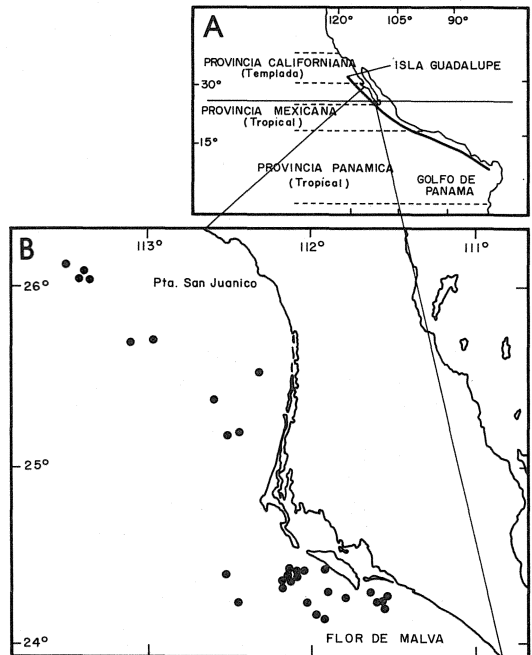 A
120° 105° 90°
PROVINCIA CALIFORNIANA
(Templada)
ISLA GUADALUPE
30°
PROVINCIA MEXICANA
(Tropical)
15°
PROVINCIA PANAMICA
(Tropical)
GOLFO DE
PANAMA
B
113° 112° 111°
26°
Pta. San Juanico
25°
24°
FLOR DE MALVA